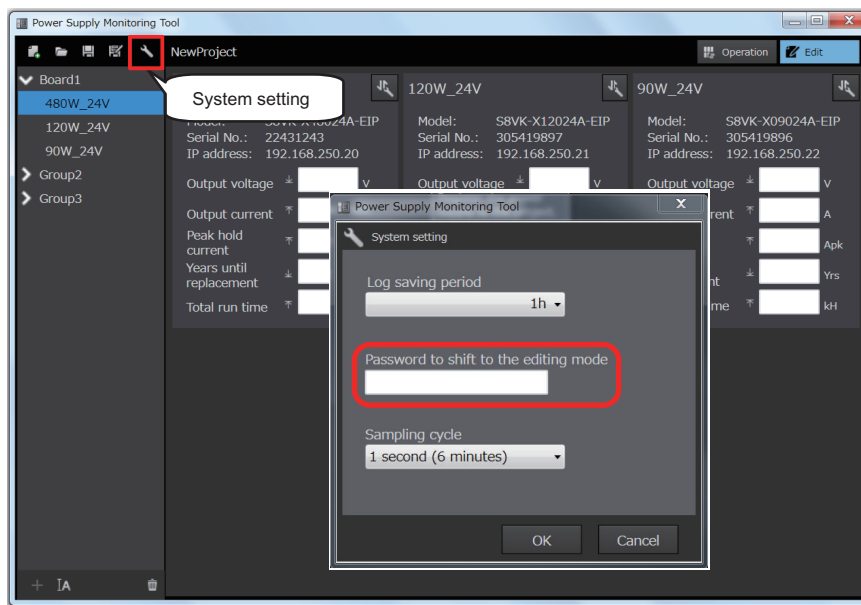 Power Supply Monitoring Tool
NewProject
Operation
Edit
System setting
Board1
480W_24V
120W_24V
90W_24V
Group2
Group3
IA
Serial No.: 22431243
IP address: 192.168.250.20
Output voltage V
Output current
Peak hold
current
Years until
replacement
Total run time
120W_24V
Model: S8VK-X12024A-EIP
Serial No.: 305419897
IP address: 192.168.250.21
Output voltage V
90W_24V
Model: S8VK-X09024A-EIP
Serial No.: 305419896
IP address: 192.168.250.22
Output voltage V
A
Apk
Yrs
kH
Power Supply Monitoring Tool
X
System setting
Log saving period
1h
Password to shift to the editing mode
Sampling cycle
1 second (6 minutes)
OK
Cancel